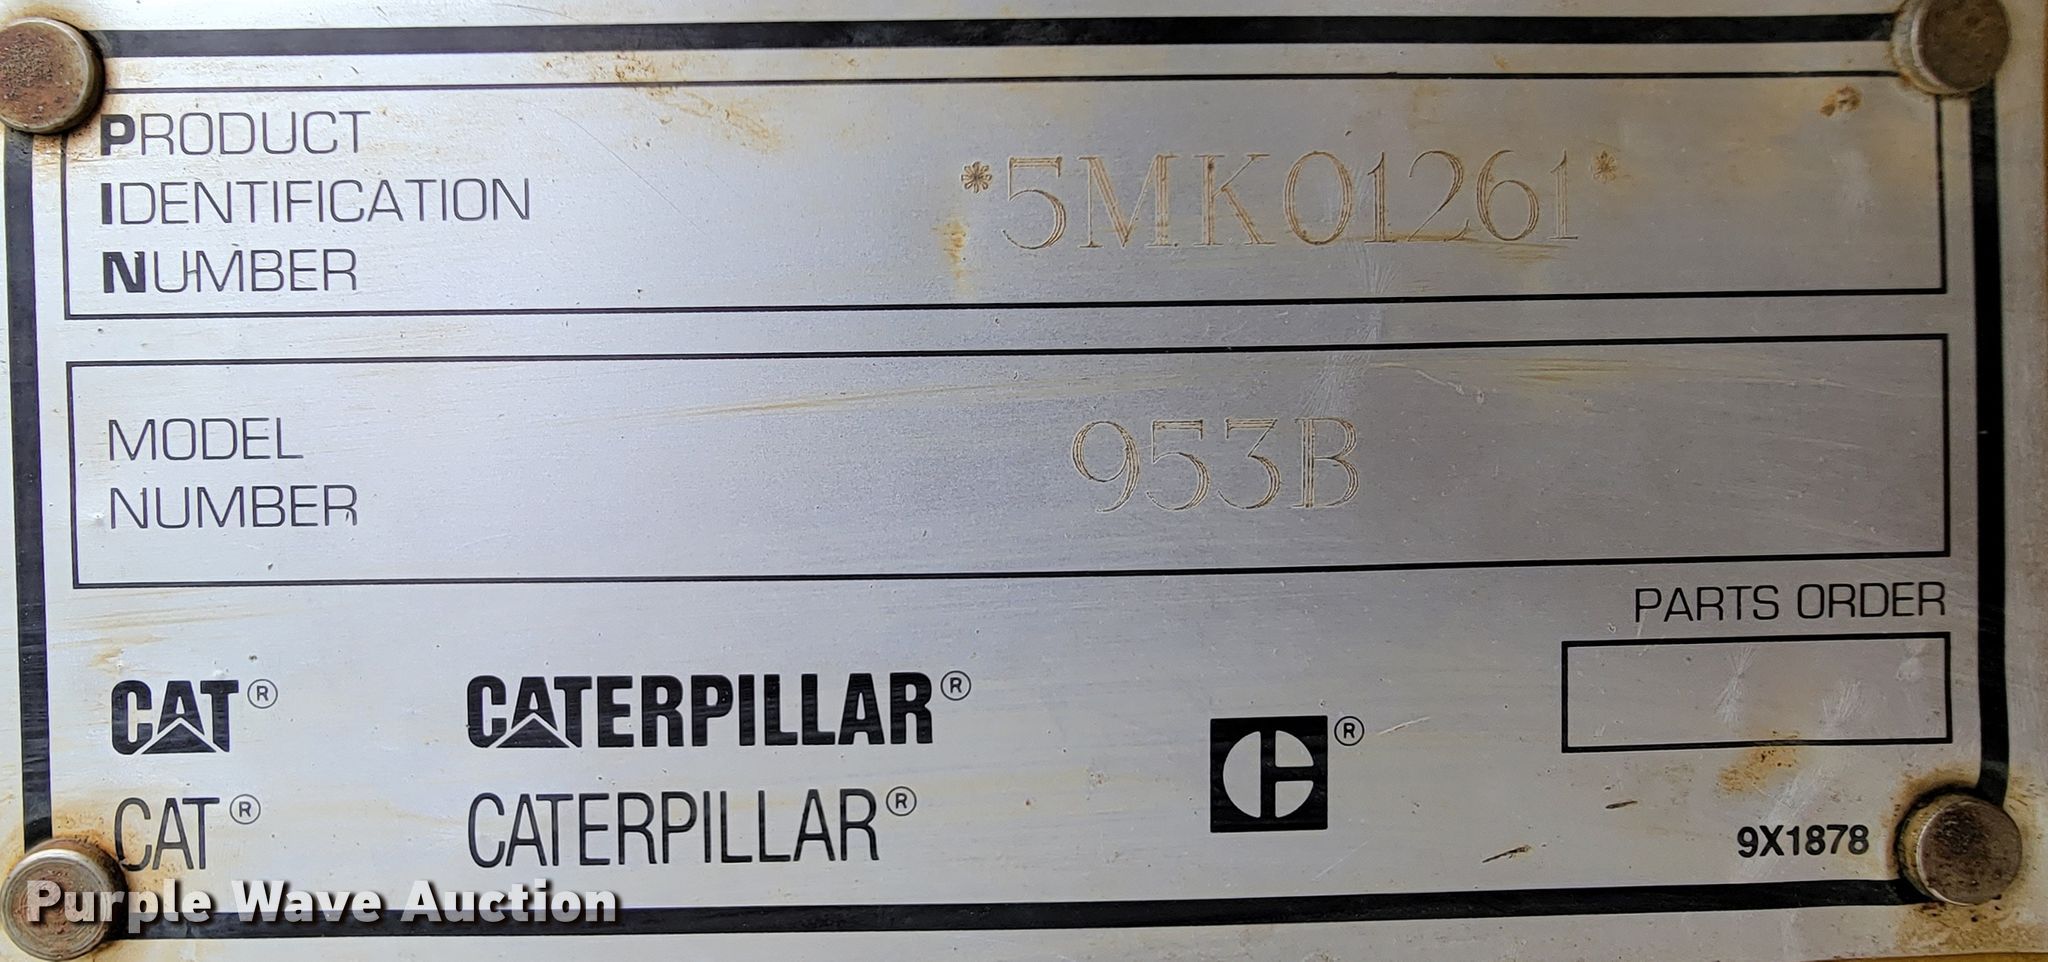 PRODUCT
IDENTIFICATION
NUMBER
*5MK01261*
MODEL
NUMBER
953B
PARTS ORDER
CAT® CATERPILLAR®
®
CAT® CATERPILLAR®
9X1878
Purple Wave Auction